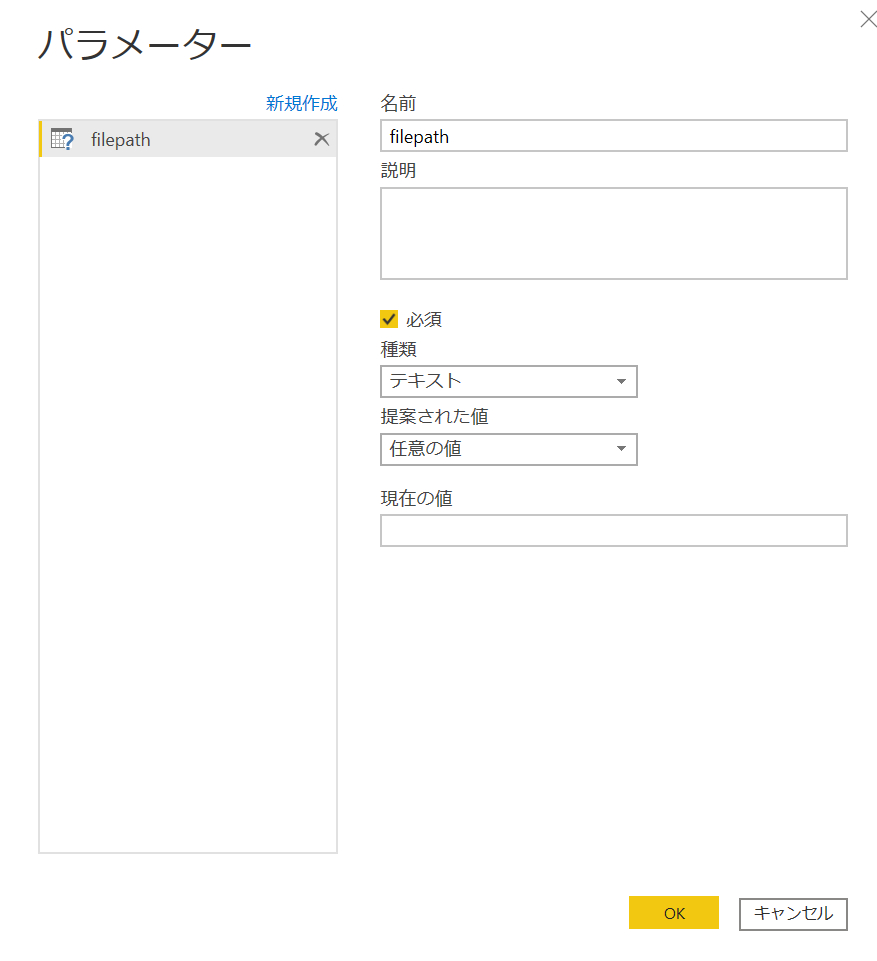 パラメーター
新規作成
filepath
名前
filepath
説明
必須
種類
テキスト
提案された値
任意の値
現在の値
OK
キャンセル